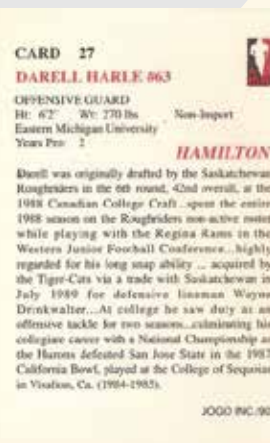 CARD 27
DARELL HARLE #63
OFFENSIVE GUARD
Ht: 6'2" Wt: 270 lbs Non-Import
Eastern Michigan University
Years Pro 2
HAMILTON
Darell was originally drafted by the Saskatchewan
Roughriders in the 6th round, 42nd overall, at the
1988 Canadian College Craft...spent the entire
1988 season on the Roughriders non-active roster
while playing with the Regina Rams in the
Western Junior Football Conference...highly
regarded for his long snap ability ... acquired by
the Tiger-Cats via a trade with Saskatchewan in
July 1989 for defensive lineman Wayne
Drinkwalter...At college he saw duty as an
offensive tackle for two seasons...culminating his
collegiate career with a National Championship as
the Hurons defeated San Jose State in the 1987
California Bowl, played at the College of Sequoias
in Visalion, Ca. (1984-1985).
JOGO INC./90